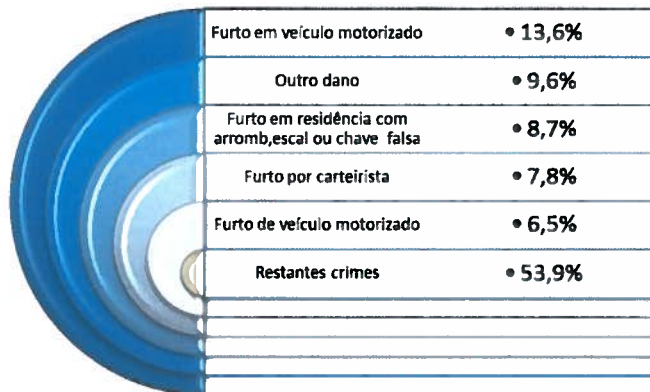 Furto em veículo motorizado • 13,6%
Outro dano • 9,6%
Furto em residência com
arromb,escal ou chave falsa • 8,7%
Furto por carteirista • 7,8%
Furto de veículo motorizado • 6,5%
Restantes crimes • 53,9%